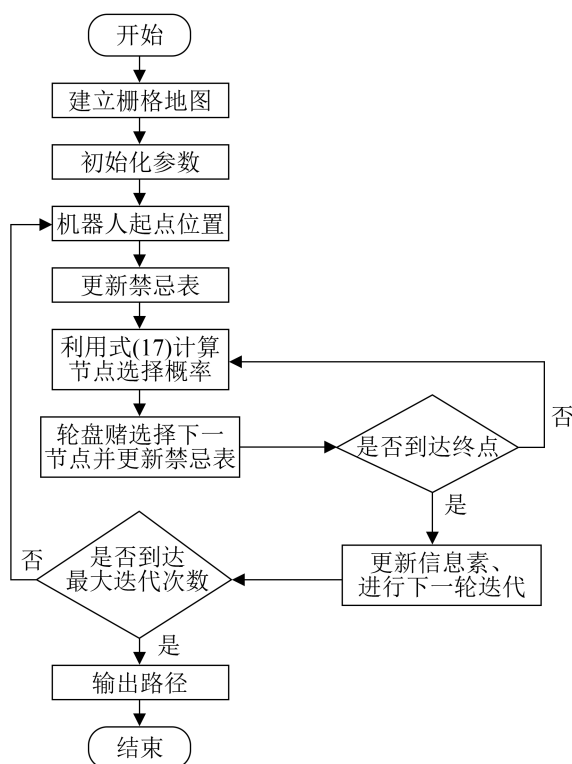 开始
建立栅格地图
初始化参数
机器人起点位置
更新禁忌表
利用式(17)计算
节点选择概率
轮盘赌选择下一
节点并更新禁忌表
是否到达终点
否
是
更新信息素、
进行下一轮迭代
是否到达
最大迭代次数
否
是
输出路径
结束